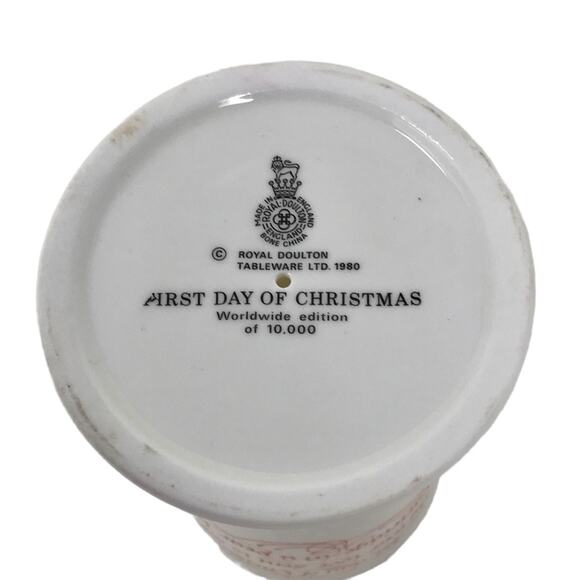 MADE IN ENGLAND
ROYAL DOULTON
ENGLAND
BONE CHINA
© ROYAL DOULTON
TABLEWARE LTD. 1980
FIRST DAY OF CHRISTMAS
Worldwide edition
of 10,000